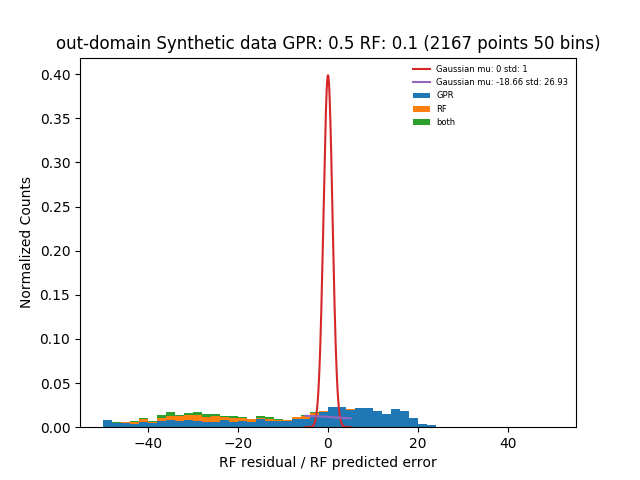 out-domain Synthetic data GPR: 0.5 RF: 0.1 (2167 points 50 bins)
Gaussian mu: 0 std: 1
Gaussian mu: -18.66 std: 26.93
GPR
RF
both
Normalized Counts
0.40
0.35
0.30
0.25
0.20
0.15
0.10
0.05
0.00
−40 −20 0 20 40
RF residual / RF predicted error